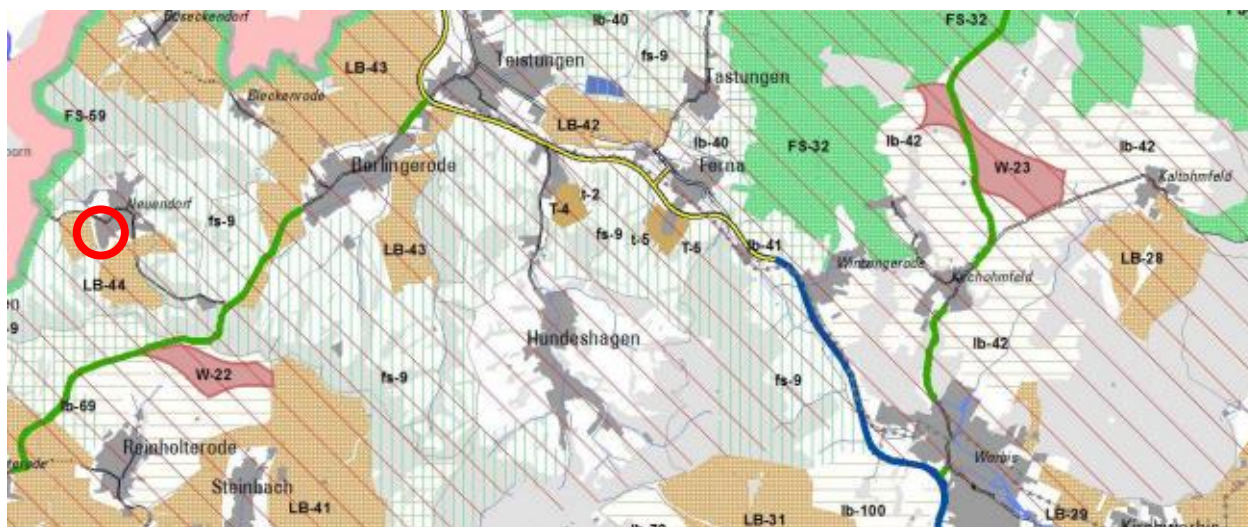 Böseckendorf
FS-32
lb-40
Teistungen
fs-9
LB-43
Tastungen
Bleckenrode
FS-59
LB-42
lb-40
FS-32
lb-42
lb-42
Berlingerode
Ferna
W-23
Kaltohmfeld
Neuendorf
fs-9
t-2
T-4
fs-9
t-5
T-6
LB-43
lb-41
Wintzingerode
Kirchohmfeld
LB-28
LB-44
Hundeshagen
lb-42
W-22
fs-9
fs-9
lb-69
Reinholterode
Worbis
Steinbach
LB-41
LB-31
lb-100
LB-29